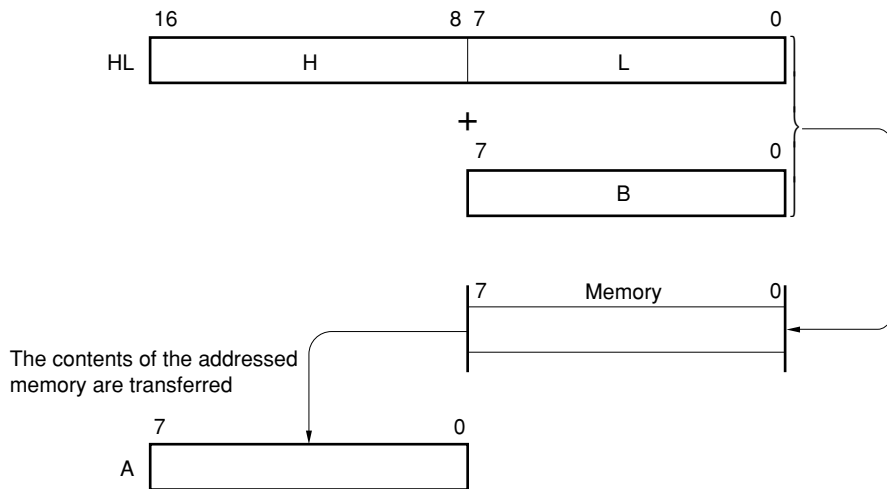 16 8 7 0
HL H L
+
7 0
B
7 Memory 0
The contents of the addressed
memory are transferred
7 0
A